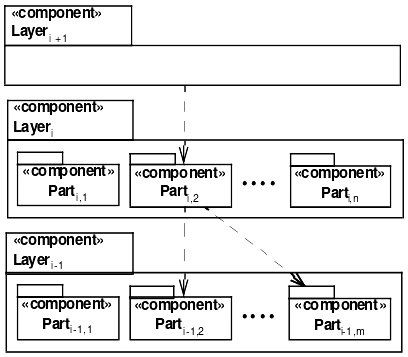 «component»
Layer i +1
«component»
Layer i
«component» «component» «component»
Part i,1 Part i,2 •••• Part i,n
«component»
Layer i-1
«component» «component» «component»
Part i-1,1 Part i-1,2 •••• Part i-1,m